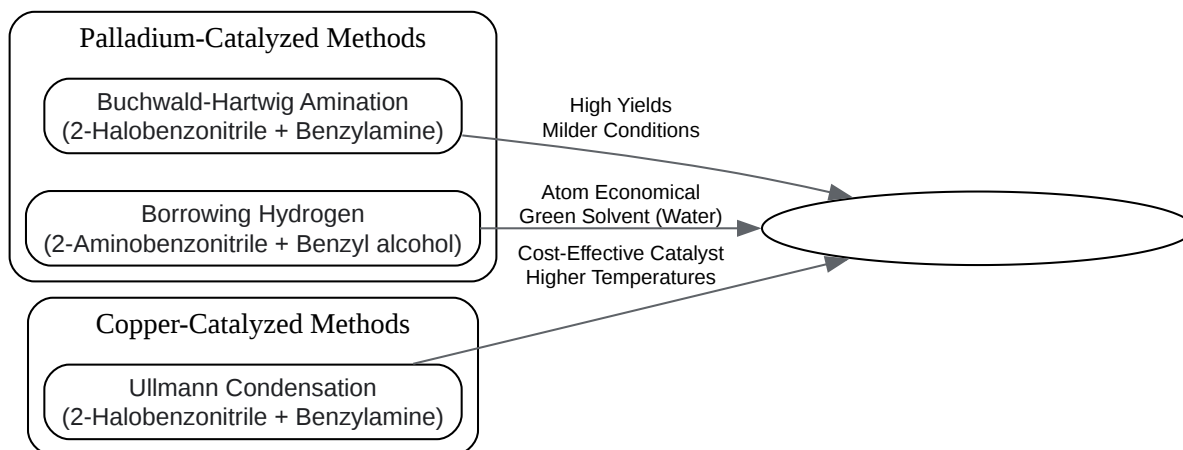 Palladium-Catalyzed Methods
Buchwald-Hartwig Amination
(2-Halobenzonitrile + Benzylamine)
High Yields
Milder Conditions
Borrowing Hydrogen
(2-Aminobenzonitrile + Benzyl alcohol)
Atom Economical
Green Solvent (Water)
Cost-Effective Catalyst
Higher Temperatures
Copper-Catalyzed Methods
Ullmann Condensation
(2-Halobenzonitrile + Benzylamine)